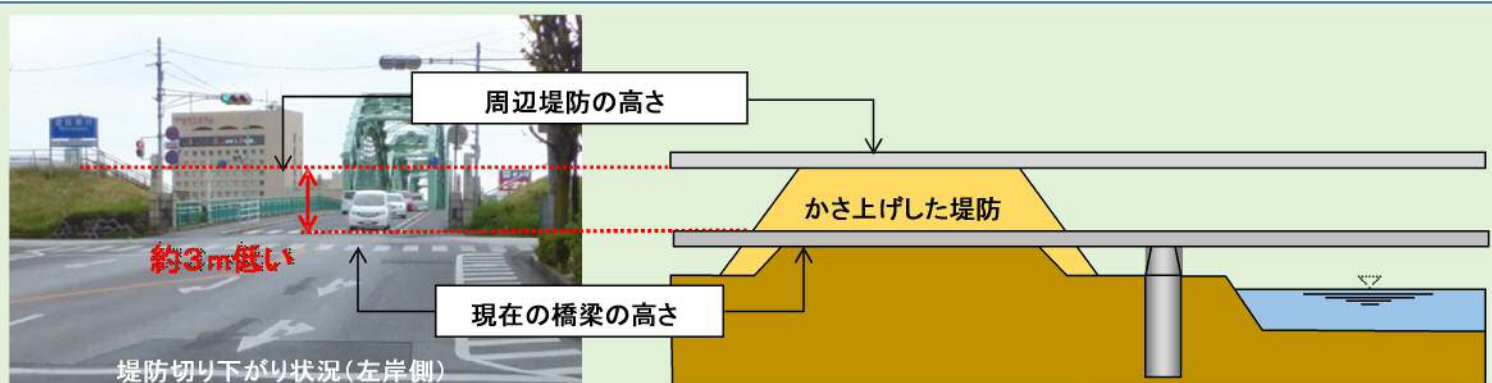 周辺堤防の高さ
かさ上げした堤防
約3m低い
現在の橋梁の高さ
堤防切り下がり状況(左岸側)